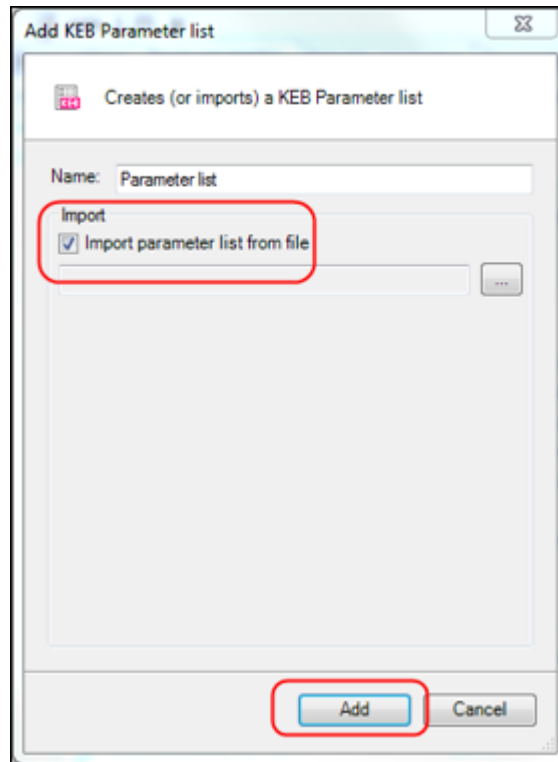 Add KEB Parameter list
Creates (or imports) a KEB Parameter list
Name: Parameter list
Import
Import parameter list from file
...
Add Cancel